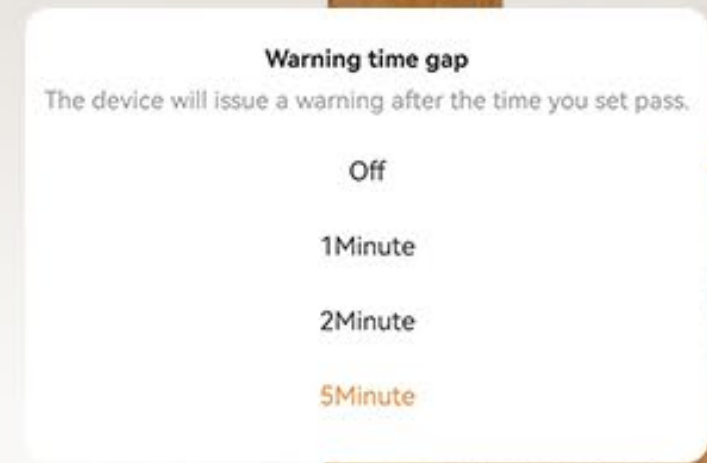 Warning time gap
The device will issue a warning after the time you set pass.
Off
1Minute
2Minute
5Minute